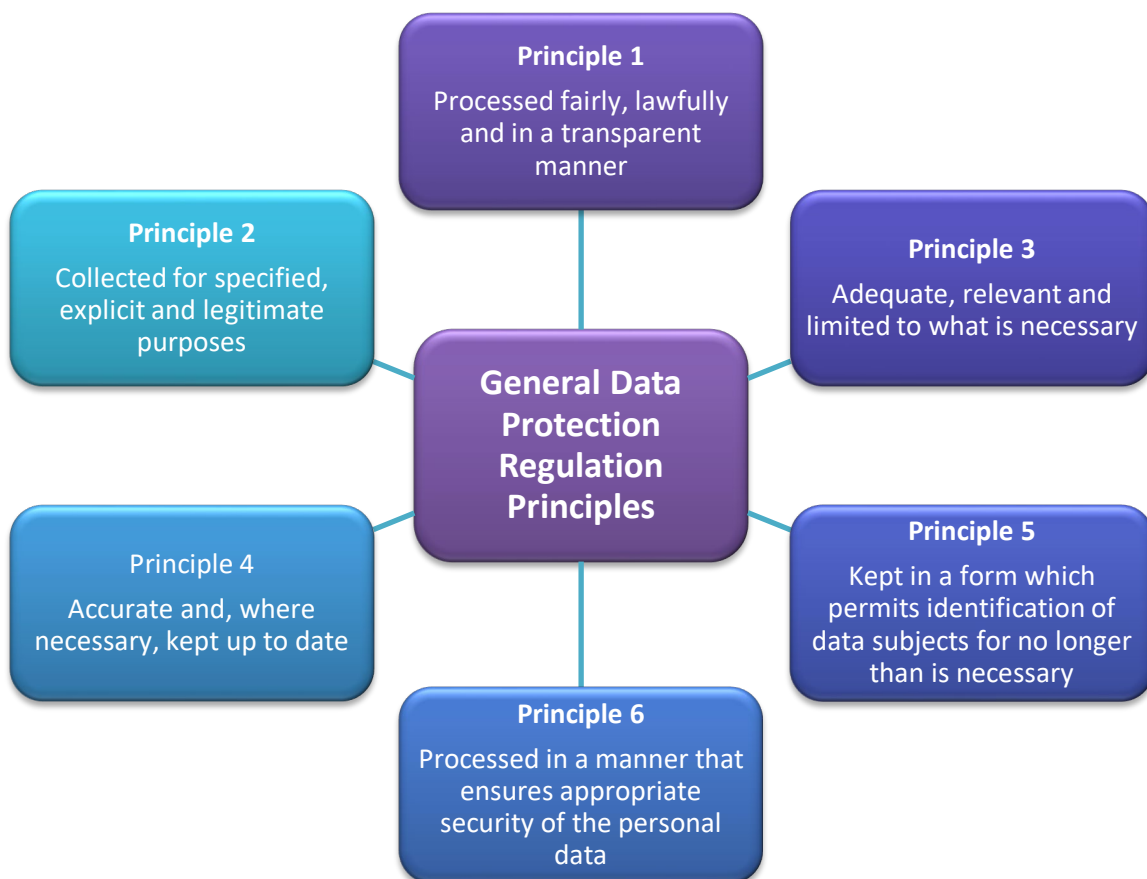 Principle 1
Processed fairly, lawfully
and in a transparent
manner
Principle 2
Collected for specified,
explicit and legitimate
purposes
Principle 3
Adequate, relevant and
limited to what is necessary
General Data
Protection
Regulation
Principles
Principle 4
Accurate and, where
necessary, kept up to date
Principle 5
Kept in a form which
permits identification of
data subjects for no longer
than is necessary
Principle 6
Processed in a manner that
ensures appropriate
security of the personal
data